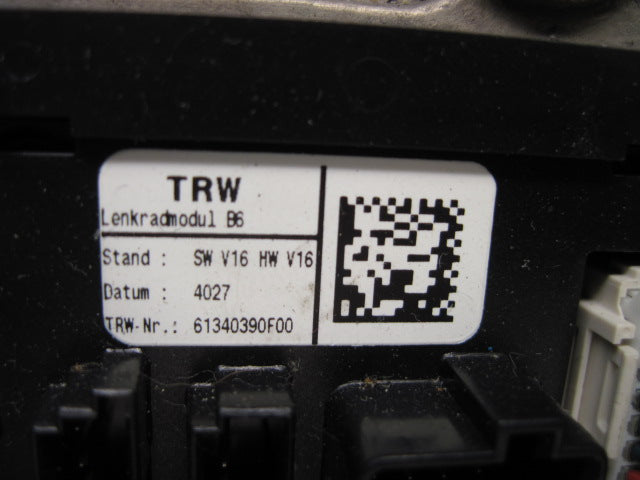 TRW
Lenkradmodul B6
Stand : SW V16 HW V16
Datum : 4027
TRW-Nr.: 61340390F00